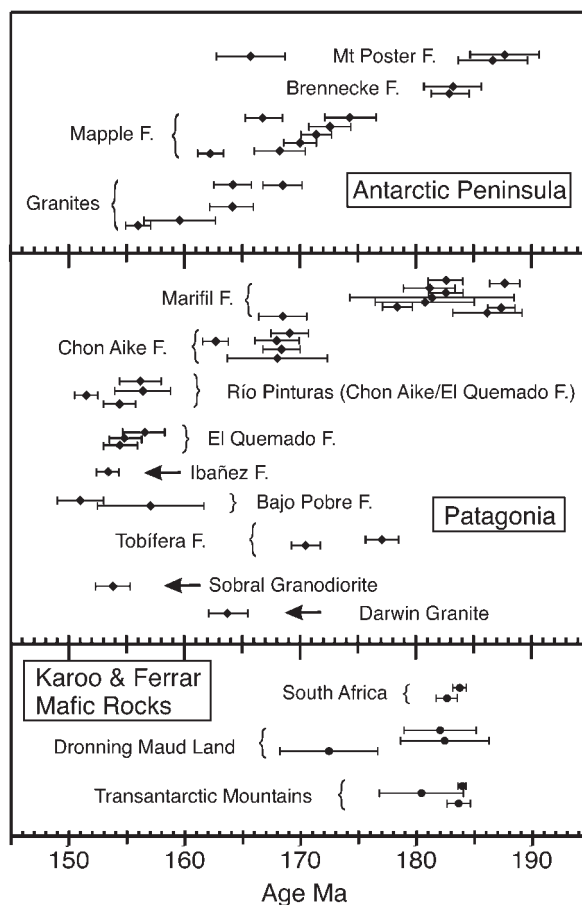 Mt Poster F.
Brennecke F.
Mapple F.
Granites
Antarctic Peninsula
Marifil F.
Chon Aike F.
Río Pinturas (Chon Aike/El Quemado F.)
El Quemado F.
Ibañez F.
Bajo Pobre F.
Patagonia
Tobífera F.
Sobral Granodiorite
Darwin Granite
Karoo & Ferrar
Mafic Rocks
South Africa
Dronning Maud Land
Transantarctic Mountains
150 160 170 180 190
Age Ma